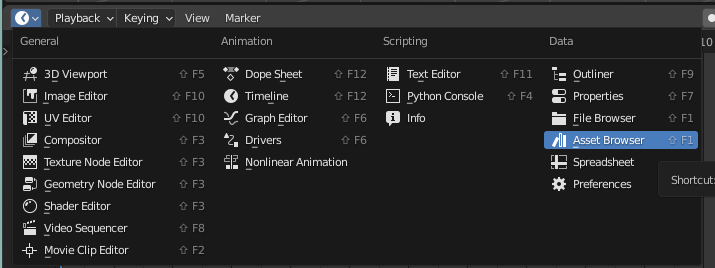 Playback Keying View Marker
General
3D Viewport ⇧ F5
Image Editor ⇧ F10
UV Editor ⇧ F10
Compositor ⇧ F3
Texture Node Editor ⇧ F3
Geometry Node Editor ⇧ F3
Shader Editor ⇧ F3
Video Sequencer ⇧ F8
Movie Clip Editor ⇧ F2
Animation
Dope Sheet ⇧ F12
Timeline ⇧ F12
Graph Editor ⇧ F6
Drivers ⇧ F6
Nonlinear Animation
Scripting
Text Editor ⇧ F11
Python Console ⇧ F4
Info
Data
Outliner ⇧ F9
Properties ⇧ F7
File Browser ⇧ F1
Asset Browser ⇧ F1
Spreadsheet
Preferences
10
Shortcut: